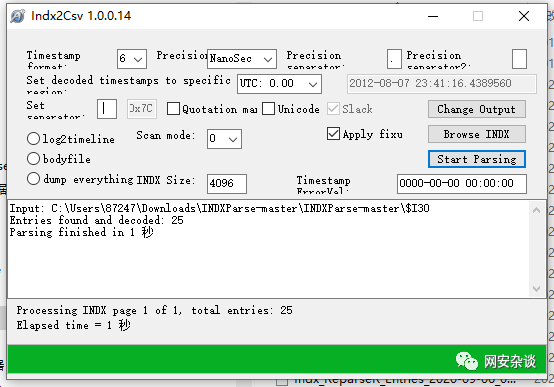 Indx2Csv 1.0.0.14
Timestamp format: 6 Precision NanoSec Precision separator: . Precision separator2:
Set decoded timestamps to specific region: UTC: 0.00 2012-08-07 23:41:16.4389560
Set separator: | 0x7C Quotation mar Unicode Slack Change Output
log2timeline Scan mode: 0 Apply fixu Browse INDX
bodyfile Start Parsing
dump everything INDX Size: 4096 Timestamp ErrorVal: 0000-00-00 00:00:00
Input: C:\Users\87247\Downloads\INDXParse-master\INDXParse-master\$I30
Entries found and decoded: 25
Parsing finished in 1 秒
Processing INDX page 1 of 1, total entries: 25
Elapsed time = 1 秒
网安杂谈